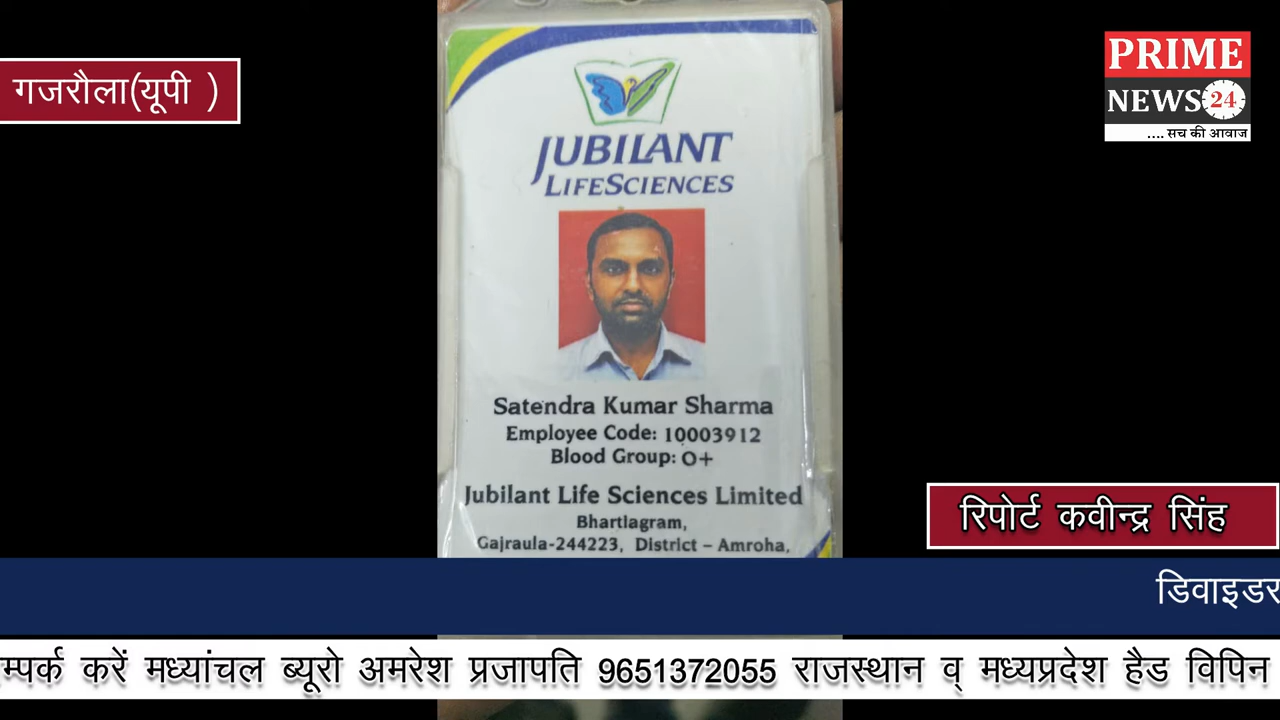 गजरौला(यूपी )
PRIME
NEWS 24
.... सच की आवाज
JUBILANT
LIFESCIENCES
Satendra Kumar Sharma
Employee Code: 10003912
Blood Group: O+
Jubilant Life Sciences Limited
Bhartiagram,
Gajraula-244223, District – Amroha,
रिपोर्ट कवीन्द्र सिंह
डिवाइडर
म्पर्क करें मध्यांचल ब्यूरो अमरेश प्रजापति 9651372055 राजस्थान व् मध्यप्रदेश हैड विपिन